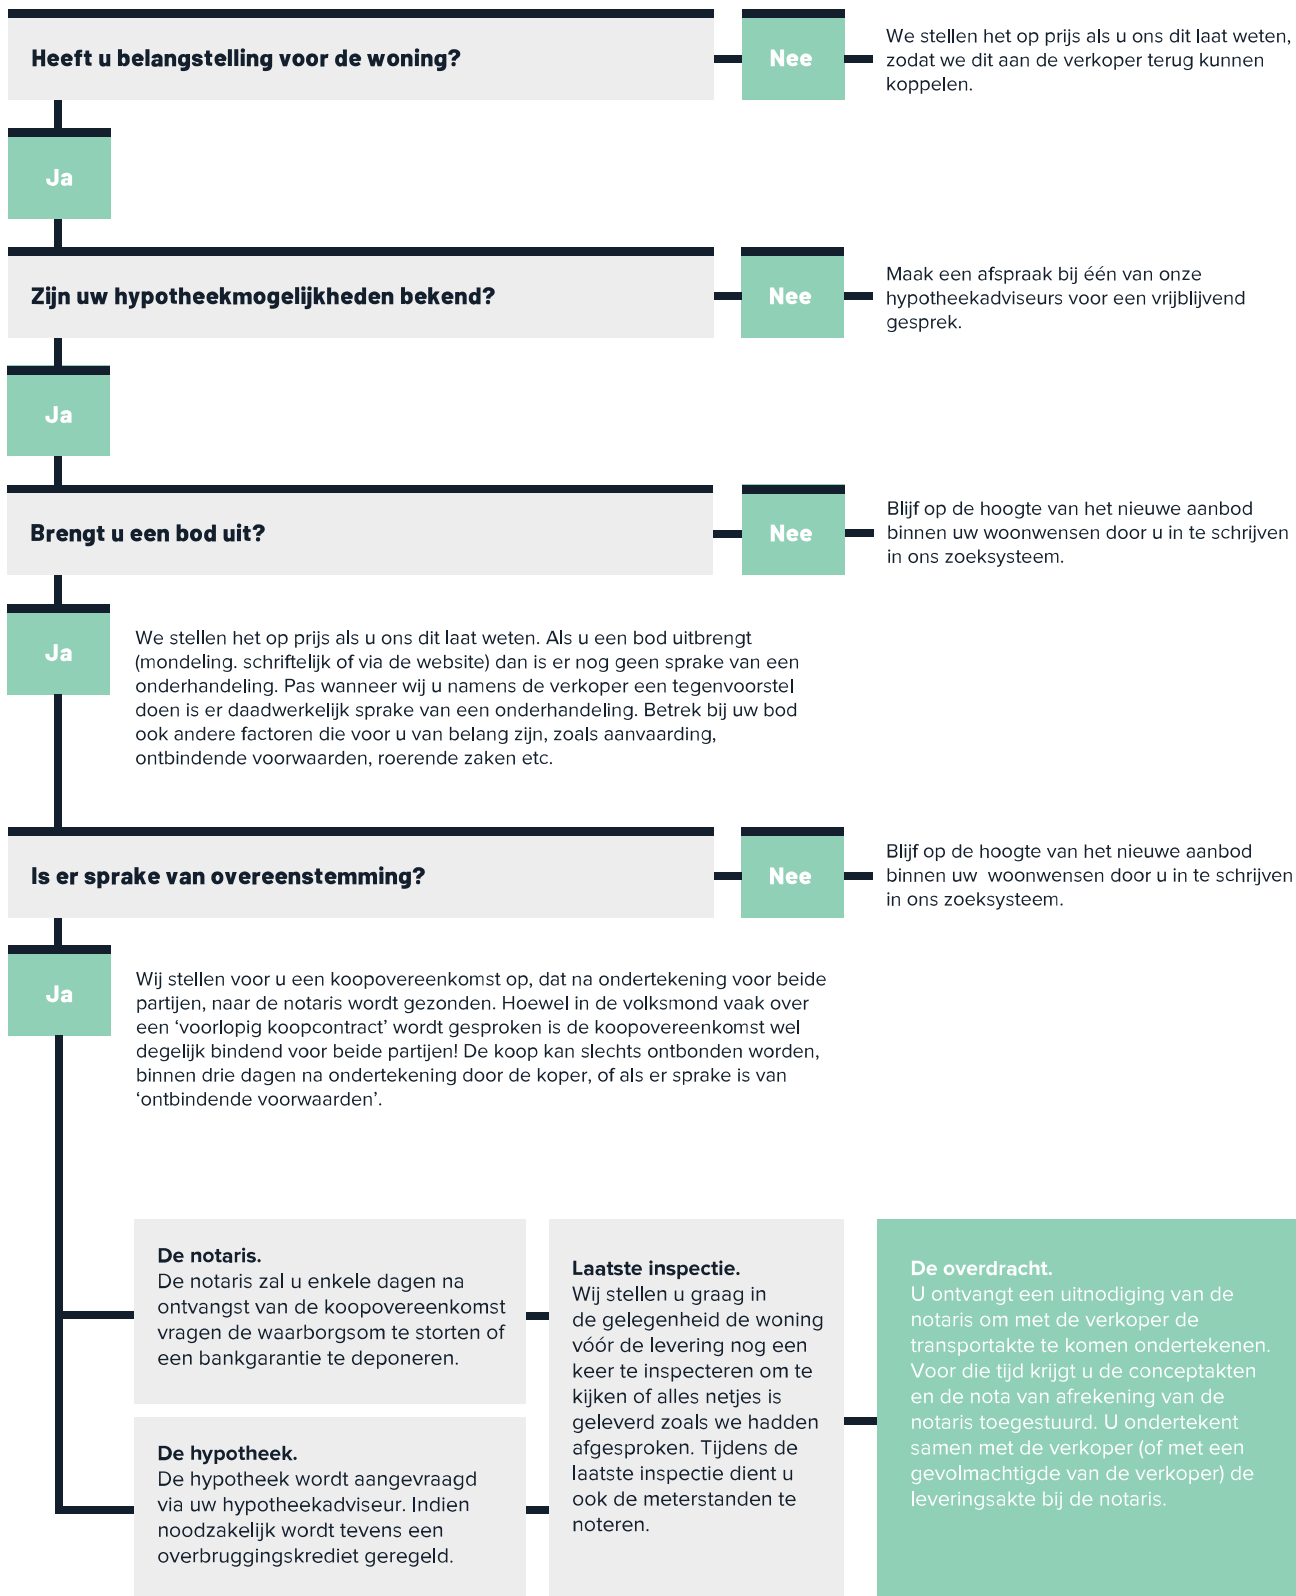 Heeft u belangstelling voor de woning?
Nee
We stellen het op prijs als u ons dit laat weten,
zodat we dit aan de verkoper terug kunnen
koppelen.
Ja
Zijn uw hypotheekmogelijkheden bekend?
Nee
Maak een afspraak bij één van onze
hypotheekadviseurs voor een vrijblijvend
gesprek.
Ja
Brengt u een bod uit?
Nee
Blijf op de hoogte van het nieuwe aanbod
binnen uw woonwensen door u in te schrijven
in ons zoeksysteem.
Ja
We stellen het op prijs als u ons dit laat weten. Als u een bod uitbrengt
(mondeling. schriftelijk of via de website) dan is er nog geen sprake van een
onderhandeling. Pas wanneer wij u namens de verkoper een tegenvoorstel
doen is er daadwerkelijk sprake van een onderhandeling. Betrek bij uw bod
ook andere factoren die voor u van belang zijn, zoals aanvaarding,
ontbindende voorwaarden, roerende zaken etc.
Is er sprake van overeenstemming?
Nee
Blijf op de hoogte van het nieuwe aanbod
binnen uw woonwensen door u in te schrijven
in ons zoeksysteem.
Ja
Wij stellen voor u een koopovereenkomst op, dat na ondertekening voor beide
partijen, naar de notaris wordt gezonden. Hoewel in de volksmond vaak over
een ‘voorlopig koopcontract’ wordt gesproken is de koopovereenkomst wel
degelijk bindend voor beide partijen! De koop kan slechts ontbonden worden,
binnen drie dagen na ondertekening door de koper, of als er sprake is van
‘ontbindende voorwaarden’.
De notaris.
De notaris zal u enkele dagen na
ontvangst van de koopovereenkomst
vragen de waarborgsom te storten of
een bankgarantie te deponeren.
De hypotheek.
De hypotheek wordt aangevraagd
via uw hypotheekadviseur. Indien
noodzakelijk wordt tevens een
overbruggingskrediet geregeld.
Laatste inspectie.
Wij stellen u graag in
de gelegenheid de woning
vóór de levering nog een
keer te inspecteren om te
kijken of alles netjes is
geleverd zoals we hadden
afgesproken. Tijdens de
laatste inspectie dient u
ook de meterstanden te
noteren.
De overdracht.
U ontvangt een uitnodiging van de
notaris om met de verkoper de
transportakte te komen ondertekenen.
Voor die tijd krijgt u de conceptakten
en de nota van afrekening van de
notaris toegestuurd. U ondertekent
samen met de verkoper (of met een
gevolmachtigde van de verkoper) de
leveringsakte bij de notaris.